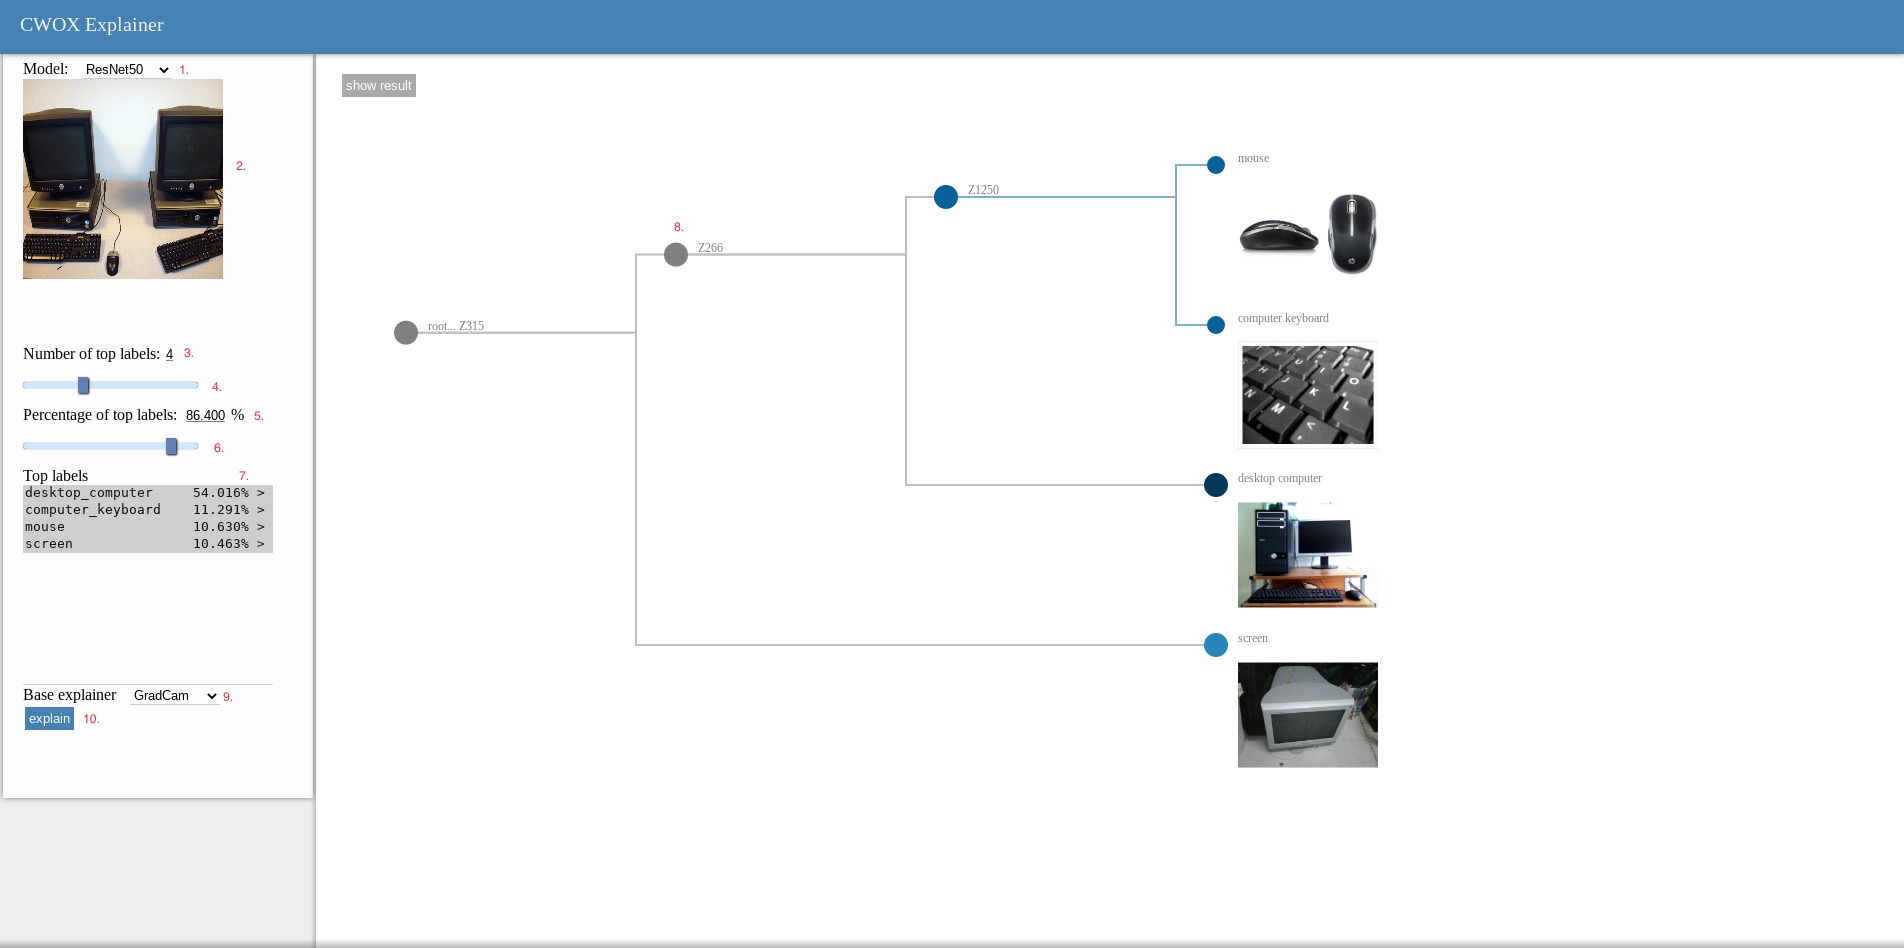 CWOX Explainer
Model: ResNet50 1.
2.
Number of top labels: 4 3.
4.
Percentage of top labels: 86.400 % 5.
6.
Top labels 7.
desktop_computer 54.016% >
computer_keyboard 11.291% >
mouse 10.630% >
screen 10.463% >
Base explainer GradCam 9.
explain 10.
show result
root... Z315
8.
Z266
Z1250
mouse
computer keyboard
H J K L
N M
desktop computer
screen